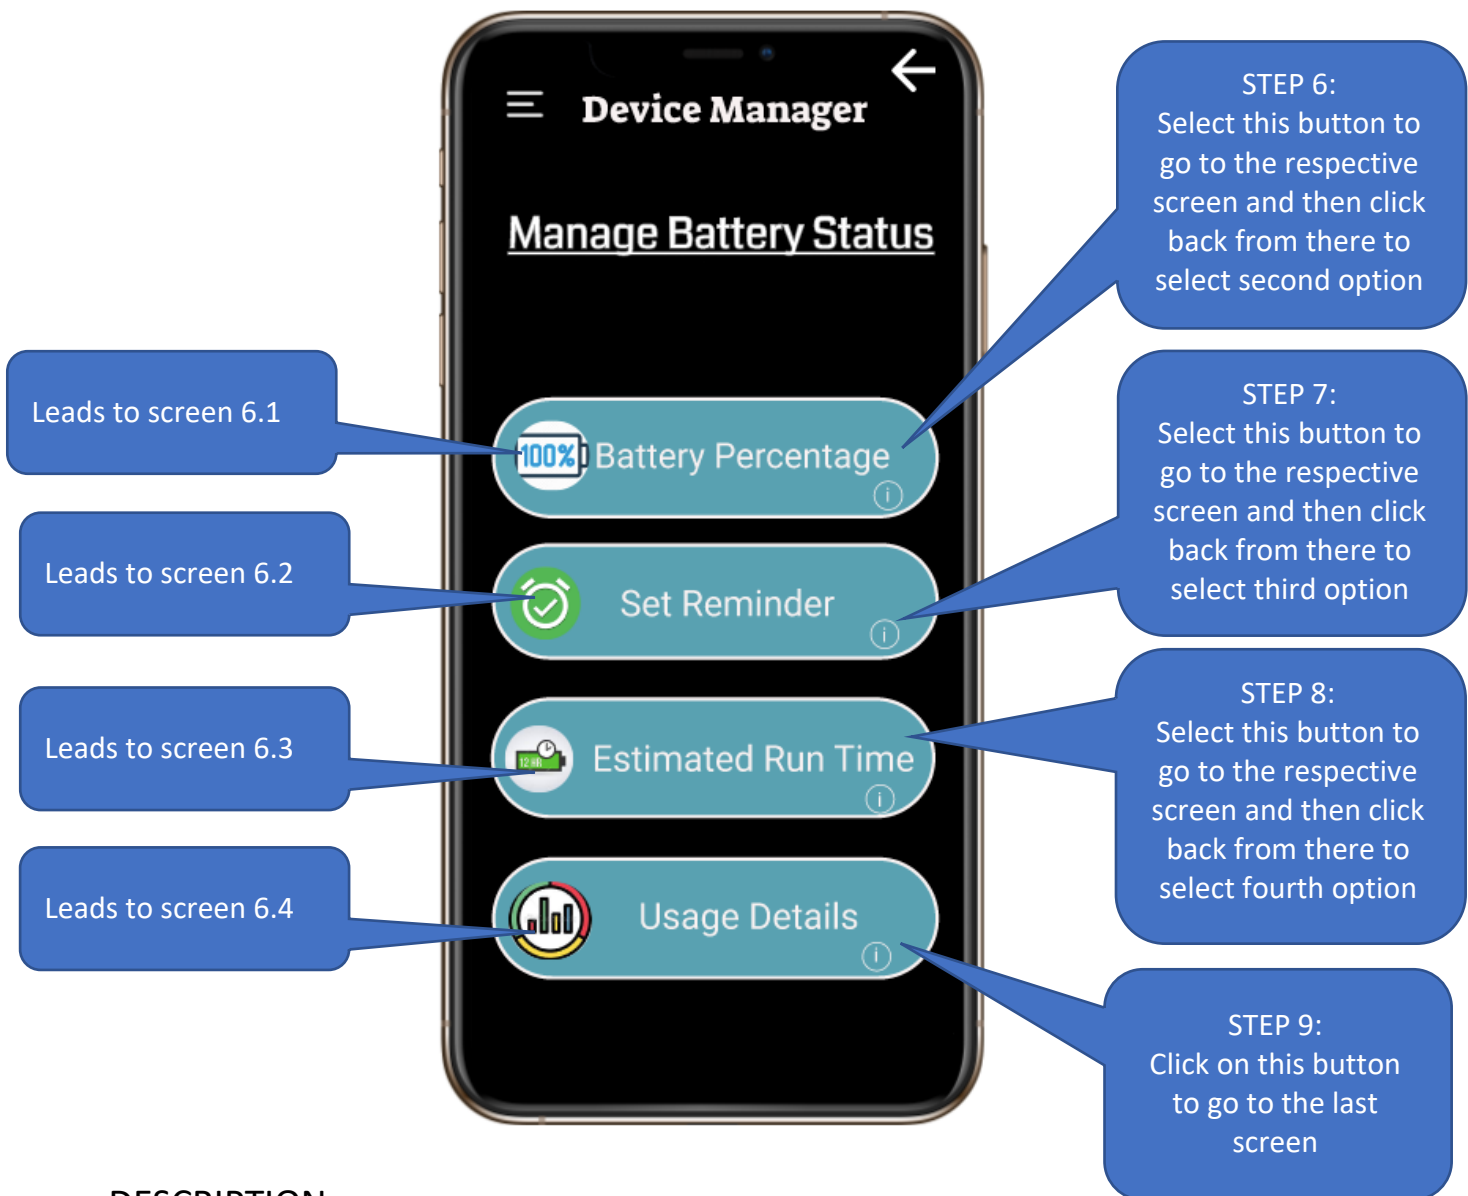 Device Manager
Manage Battery Status
Leads to screen 6.1
100%
Battery Percentage
i
STEP 6:
Select this button to
go to the respective
screen and then click
back from there to
select second option
Leads to screen 6.2
Set Reminder
i
STEP 7:
Select this button to
go to the respective
screen and then click
back from there to
select third option
Leads to screen 6.3
12 HR
Estimated Run Time
i
STEP 8:
Select this button to
go to the respective
screen and then click
back from there to
select fourth option
Leads to screen 6.4
Usage Details
i
STEP 9:
Click on this button
to go to the last
screen
DESCRIPTION